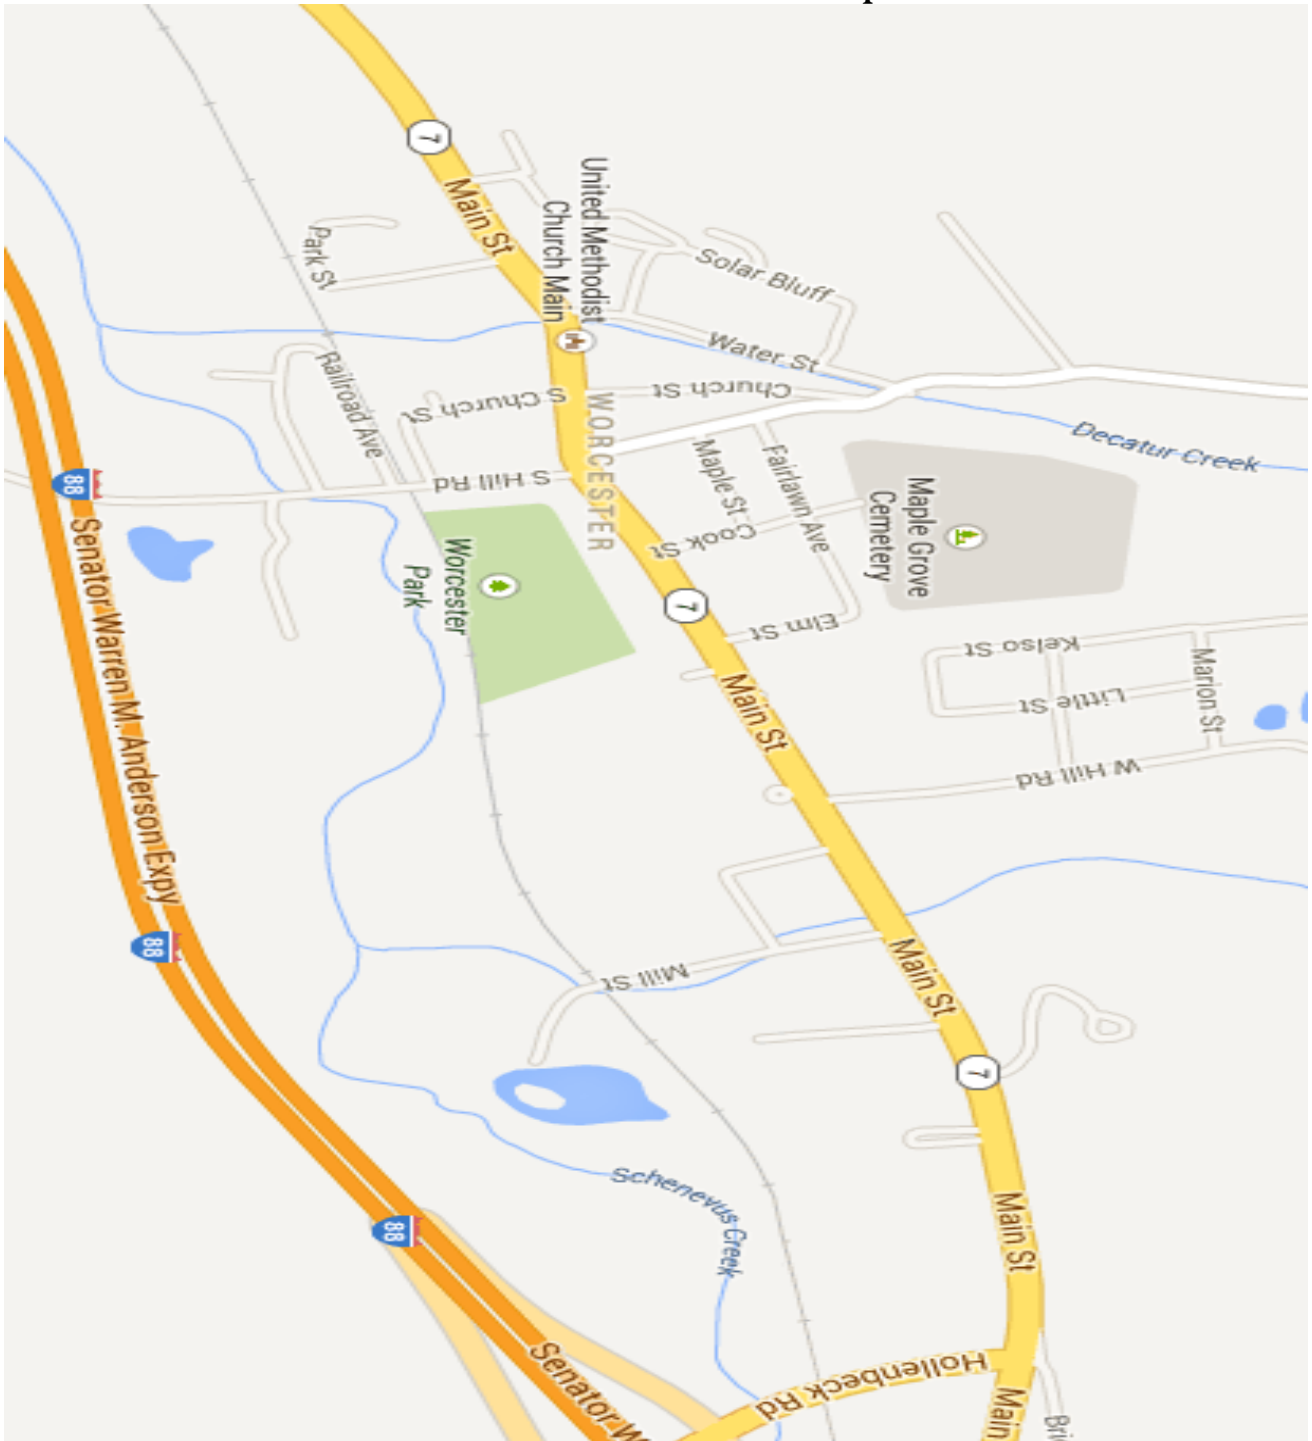 7
Main St
United Methodist
Church Main
Park St
Solar Bluff
Water St
Railroad Ave
S Church St
Church St
WORCESTER
Decatur Creek
S Hill Rd
Maple St
Fairlawn Ave
Maple Grove
Cemetery
88
Cook St
Worcester
Park
7
Elm St
Kelso St
Marion St
Little St
Main St
Senator Warren M. Anderson Expy
W Hill Rd
88
Mill St
Main St
7
Schenevus Creek
88
Main St
Hollenbeck Rd
Senator W
Main
Bri